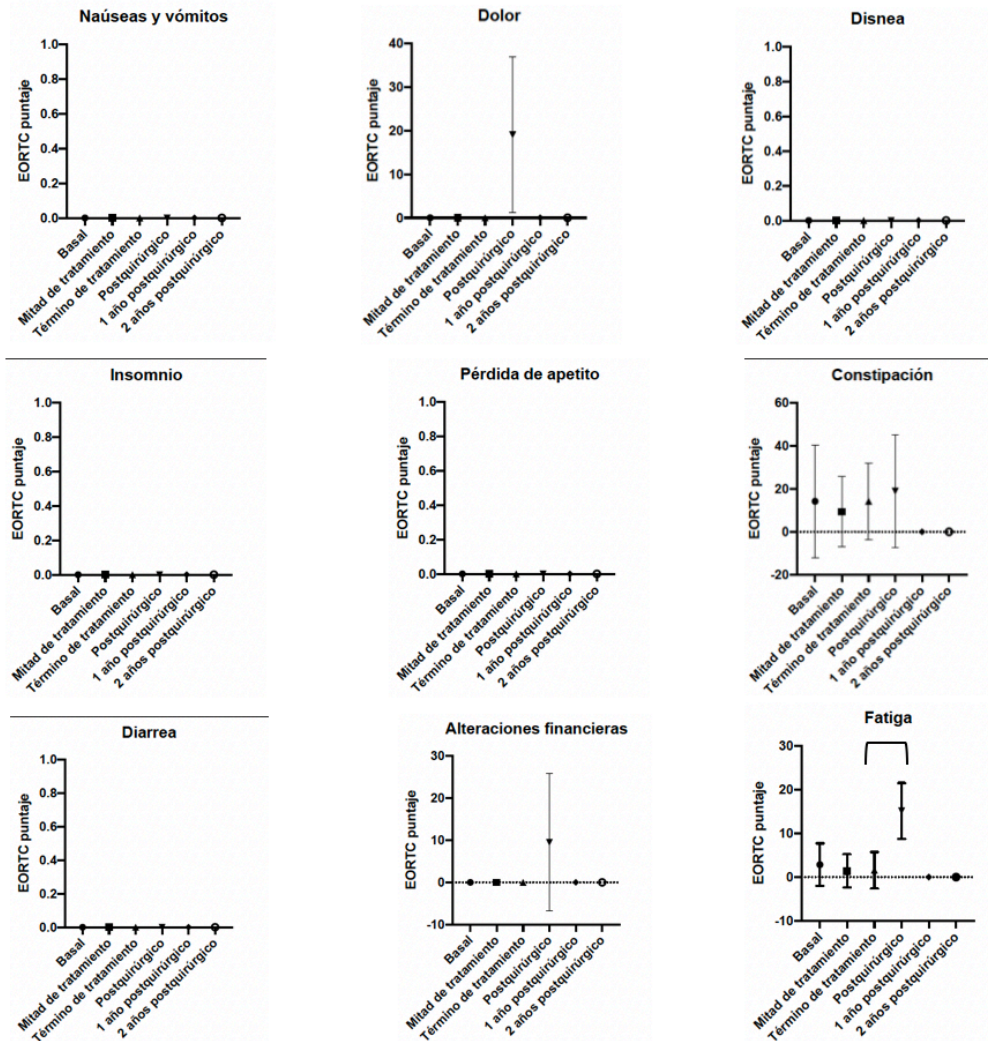 Naúseas y vómitos
EORTC puntaje
1.0
0.8
0.6
0.4
0.2
0.0
Basal
Mitad de tratamiento
Término de tratamiento
Postquirúrgico
1 año postquirúrgico
2 años postquirúrgico
Dolor
EORTC puntaje
40
30
20
10
0
Basal
Mitad de tratamiento
Término de tratamiento
Postquirúrgico
1 año postquirúrgico
2 años postquirúrgico
Disnea
EORTC puntaje
1.0
0.8
0.6
0.4
0.2
0.0
Basal
Mitad de tratamiento
Término de tratamiento
Postquirúrgico
1 año postquirúrgico
2 años postquirúrgico
Insomnio
EORTC puntaje
1.0
0.8
0.6
0.4
0.2
0.0
Basal
Mitad de tratamiento
Término de tratamiento
Postquirúrgico
1 año postquirúrgico
2 años postquirúrgico
Pérdida de apetito
EORTC puntaje
1.0
0.8
0.6
0.4
0.2
0.0
Basal
Mitad de tratamiento
Término de tratamiento
Postquirúrgico
1 año postquirúrgico
2 años postquirúrgico
Constipación
EORTC puntaje
60
40
20
0
-20
Basal
Mitad de tratamiento
Término de tratamiento
Postquirúrgico
1 año postquirúrgico
2 años postquirúrgico
Diarrea
EORTC puntaje
1.0
0.8
0.6
0.4
0.2
0.0
Basal
Mitad de tratamiento
Término de tratamiento
Postquirúrgico
1 año postquirúrgico
2 años postquirúrgico
Alteraciones financieras
EORTC puntaje
30
20
10
0
-10
Basal
Mitad de tratamiento
Término de tratamiento
Postquirúrgico
1 año postquirúrgico
2 años postquirúrgico
Fatiga
EORTC puntaje
30
20
10
0
-10
Basal
Mitad de tratamiento
Término de tratamiento
Postquirúrgico
1 año postquirúrgico
2 años postquirúrgico